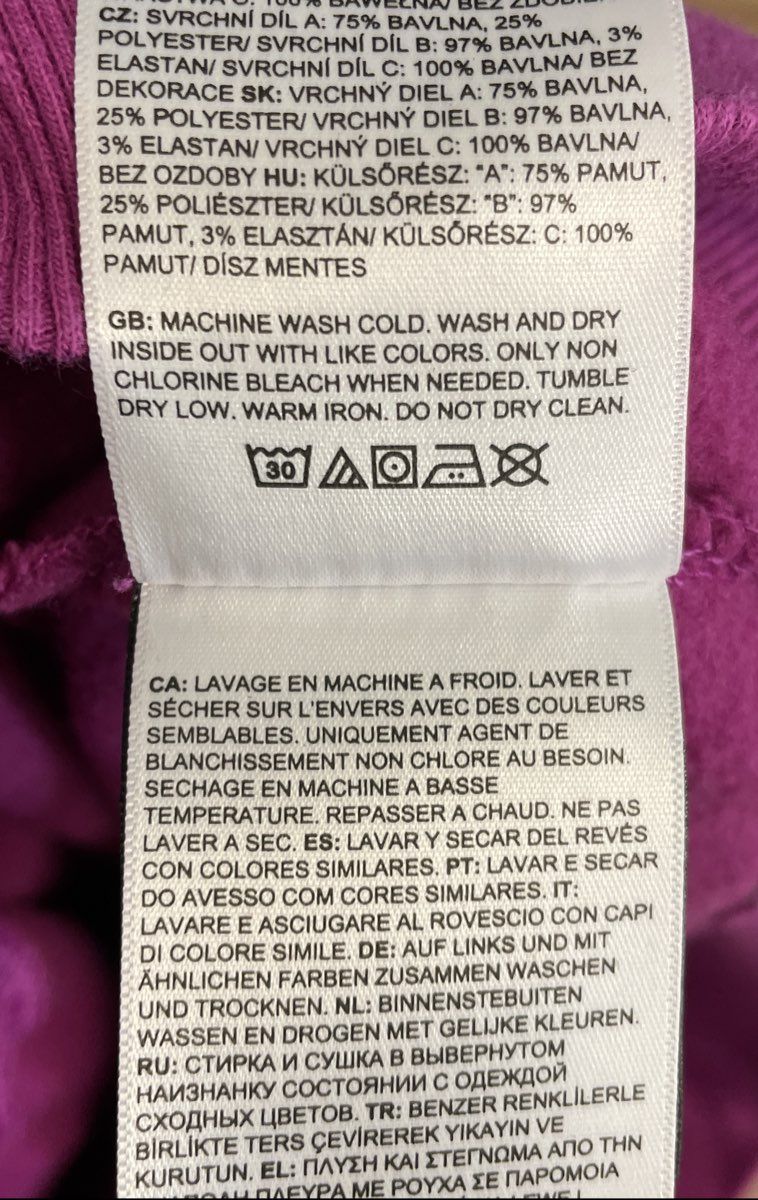 100% BAWEŁNA/ BEZ
CZ: SVRCHNÍ DÍL A: 75% BAVLNA, 25%
POLYESTER/ SVRCHNÍ DÍL B: 97% BAVLNA, 3%
ELASTAN/ SVRCHNÍ DÍL C: 100% BAVLNA/ BEZ
DEKORACE SK: VRCHNÝ DIEL A: 75% BAVLNA,
25% POLYESTER/ VRCHNÝ DIEL B: 97% BAVLNA,
3% ELASTAN/ VRCHNÝ DIEL C: 100% BAVLNA/
BEZ OZDOBY HU: KÜLSŐRÉSZ: "A": 75% PAMUT,
25% POLIÉSZTER/ KÜLSŐRÉSZ: "B": 97%
PAMUT, 3% ELASZTÁN/ KÜLSŐRÉSZ: C: 100%
PAMUT/ DÍSZ MENTES
GB: MACHINE WASH COLD. WASH AND DRY
INSIDE OUT WITH LIKE COLORS. ONLY NON
CHLORINE BLEACH WHEN NEEDED. TUMBLE
DRY LOW. WARM IRON. DO NOT DRY CLEAN.
30
CA: LAVAGE EN MACHINE A FROID. LAVER ET
SÉCHER SUR L'ENVERS AVEC DES COULEURS
SEMBLABLES. UNIQUEMENT AGENT DE
BLANCHISSEMENT NON CHLORE AU BESOIN.
SECHAGE EN MACHINE A BASSE
TEMPERATURE. REPASSER A CHAUD. NE PAS
LAVER A SEC. ES: LAVAR Y SECAR DEL REVÉS
CON COLORES SIMILARES. PT: LAVAR E SECAR
DO AVESSO COM CORES SIMILARES. IT:
LAVARE E ASCIUGARE AL ROVESCIO CON CAPI
DI COLORE SIMILE. DE: AUF LINKS UND MIT
ÄHNLICHEN FARBEN ZUSAMMEN WASCHEN
UND TROCKNEN. NL: BINNENSTEBUITEN
WASSEN EN DROGEN MET GELIJKE KLEUREN.
RU: СТИРКА И СУШКА В ВЫВЕРНУТОМ
НАИЗНАНКУ СОСТОЯНИИ С ОДЕЖДОЙ
СХОДНЫХ ЦВЕТОВ. TR: BENZER RENKLİLERLE
BİRLİKTE TERS ÇEVİREREK YIKAYIN VE
KURUTUN. EL: ΠΛΥΣΗ ΚΑΙ ΣΤΕΓΝΩΜΑ ΑΠΟ ΤΗΝ
ΠΛΕΥΡΑ ΜΕ ΡΟΥΧΑ ΣΕ ΠΑΡΟΜΟΙΑ